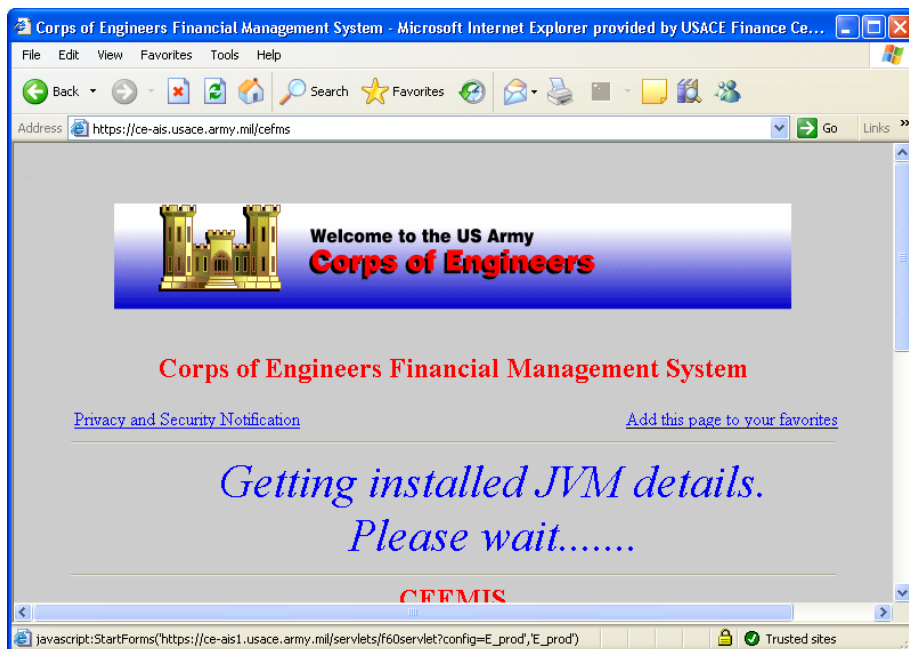 Corps of Engineers Financial Management System - Microsoft Internet Explorer provided by USACE Finance Ce...
File Edit View Favorites Tools Help
Back Search Favorites
Address https://ce-ais.usace.army.mil/cefms Go Links »
Welcome to the US Army
Corps of Engineers
Corps of Engineers Financial Management System
Privacy and Security Notification Add this page to your favorites
Getting installed JVM details.
Please wait.......
javascript:StartForms('https://ce-ais1.usace.army.mil/servlets/f60servlet?config=E_prod','E_prod') Trusted sites